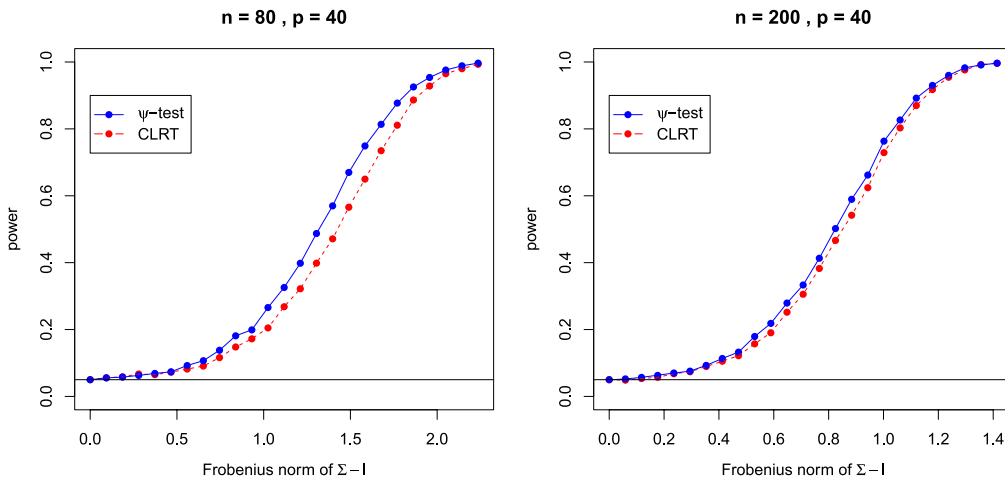 n = 80 , p = 40
power
1.0
0.8
0.6
0.4
0.2
0.0
ψ−test
CLRT
0.0 0.5 1.0 1.5 2.0
Frobenius norm of Σ − I
n = 200 , p = 40
power
1.0
0.8
0.6
0.4
0.2
0.0
ψ−test
CLRT
0.0 0.2 0.4 0.6 0.8 1.0 1.2 1.4
Frobenius norm of Σ − I